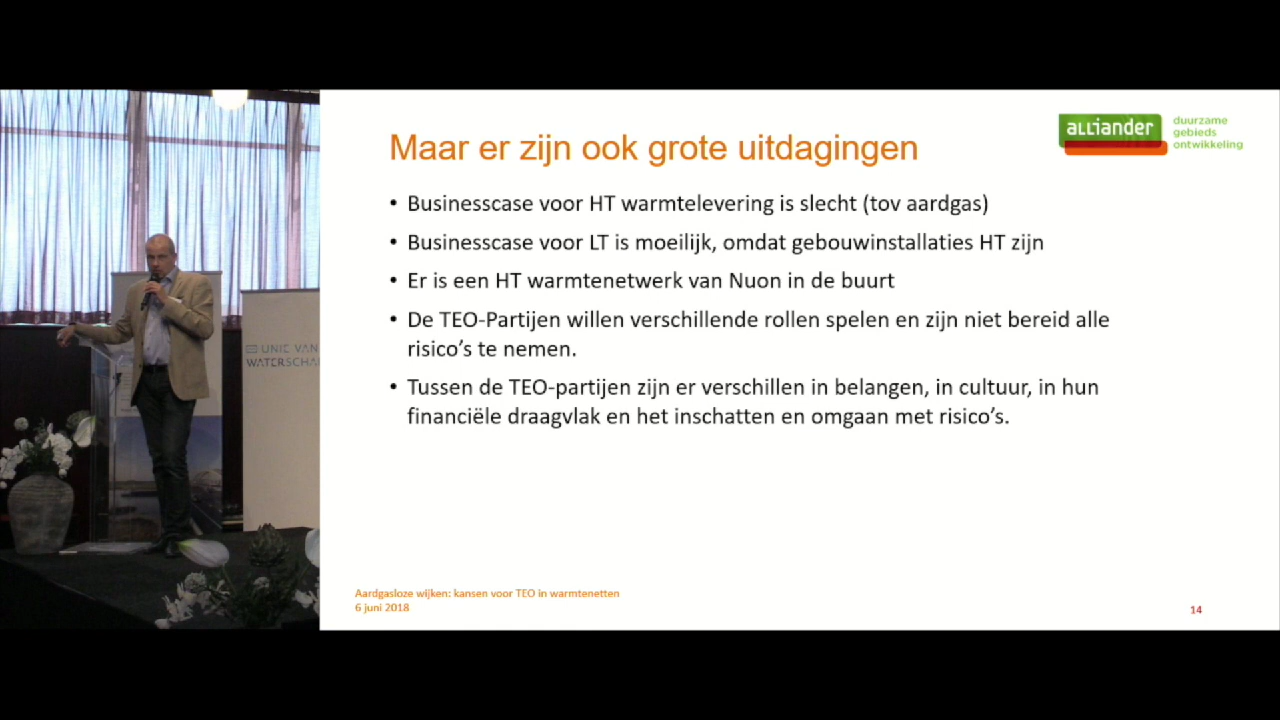 Maar er zijn ook grote uitdagingen
alliander
duurzame
gebieds
ontwikkeling
• Businesscase voor HT warmtelevering is slecht (tov aardgas)
• Businesscase voor LT is moeilijk, omdat gebouwinstallaties HT zijn
• Er is een HT warmtenetwerk van Nuon in de buurt
• De TEO-Partijen willen verschillende rollen spelen en zijn niet bereid alle
risico’s te nemen.
• Tussen de TEO-partijen zijn er verschillen in belangen, in cultuur, in hun
financiële draagvlak en het inschatten en omgaan met risico’s.
UNIE VAN
WATERSCHA
Aardgasloze wijken: kansen voor TEO in warmtenetten
6 juni 2018
14